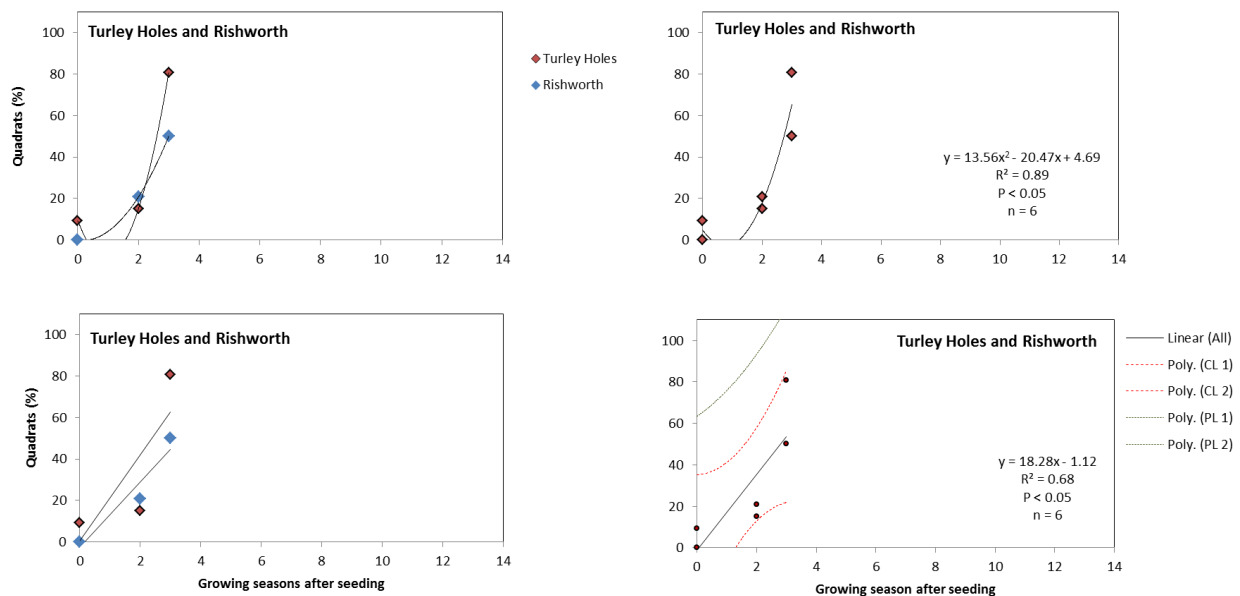 Turley Holes and Rishworth
100
80
60
40
20
0
Quadrats (%)
0 2 4 6 8 10 12 14
Turley Holes
Rishworth
Turley Holes and Rishworth
100
80
60
40
20
0
y = 13.56x² - 20.47x + 4.69
R² = 0.89
P < 0.05
n = 6
0 2 4 6 8 10 12 14
Turley Holes and Rishworth
100
80
60
40
20
0
Quadrats (%)
0 2 4 6 8 10 12 14
Growing seasons after seeding
Turley Holes and Rishworth
100
80
60
40
20
0
y = 18.28x - 1.12
R² = 0.68
P < 0.05
n = 6
0 2 4 6 8 10 12 14
Growing season after seeding
Linear (All)
Poly. (CL 1)
Poly. (CL 2)
Poly. (PL 1)
Poly. (PL 2)